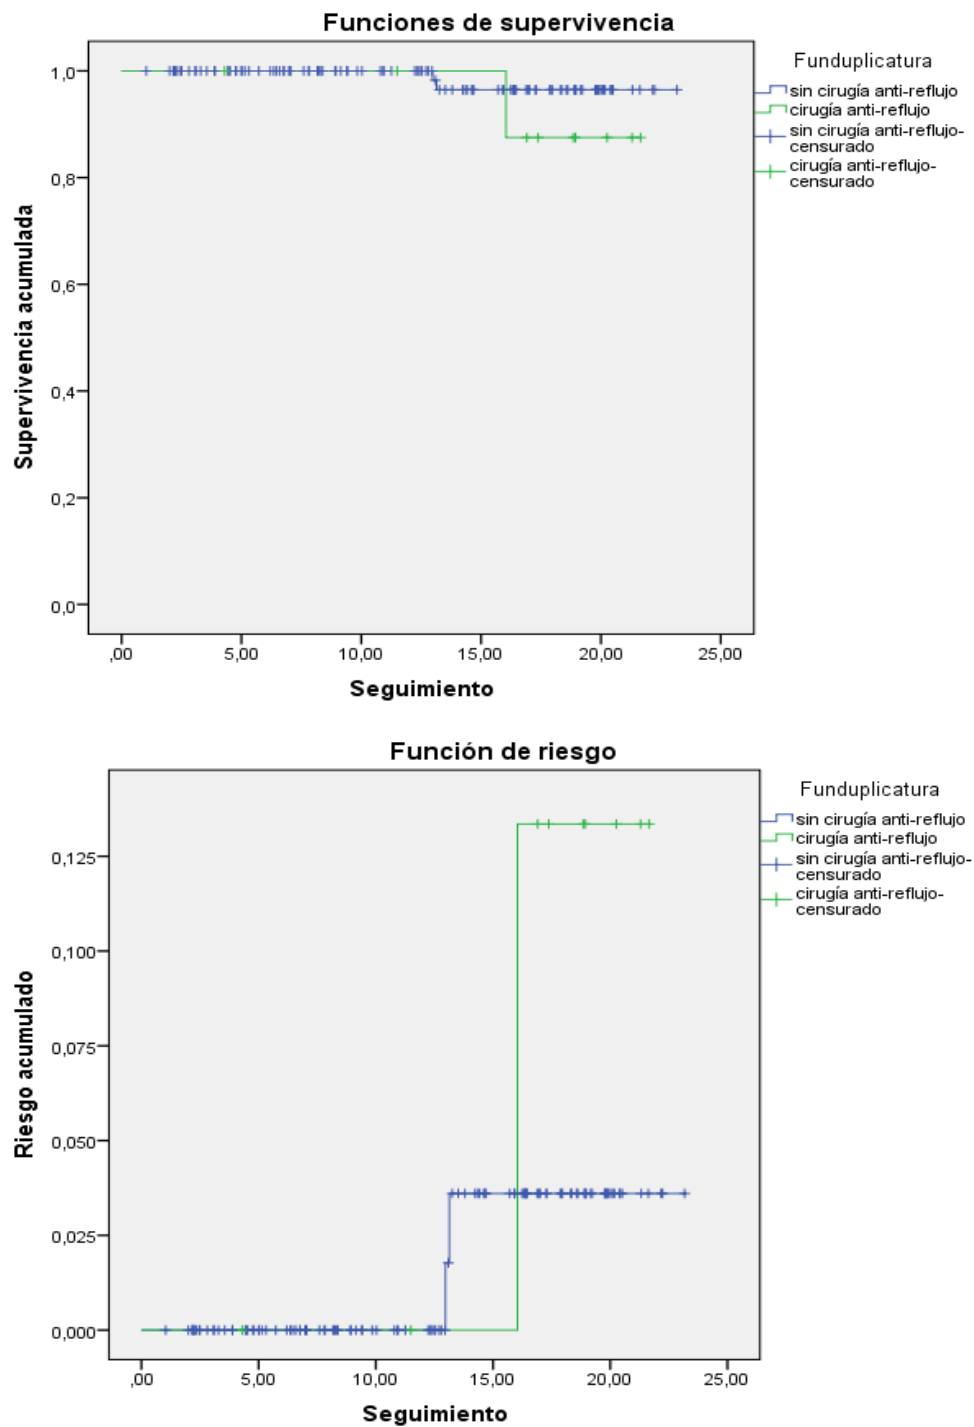 Funciones de supervivencia
Funduplicatura
sin cirugía anti-reflujo
cirugía anti-reflujo
sin cirugía anti-reflujo-
censurado
cirugía anti-reflujo-
censurado
Supervivencia acumulada
1,0
0,8
0,6
0,4
0,2
0,0
,00 5,00 10,00 15,00 20,00 25,00
Seguimiento
Función de riesgo
Funduplicatura
sin cirugía anti-reflujo
cirugía anti-reflujo
sin cirugía anti-reflujo-
censurado
cirugía anti-reflujo-
censurado
Riesgo acumulado
0,125
0,100
0,075
0,050
0,025
0,000
,00 5,00 10,00 15,00 20,00 25,00
Seguimiento